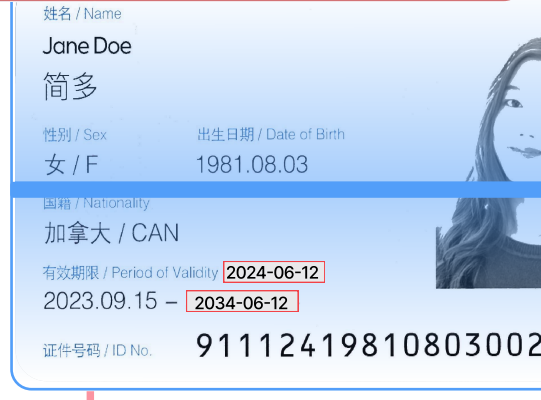 姓名 / Name
Jane Doe
简多
性别 / Sex 出生日期 / Date of Birth
女 / F 1981.08.03
国籍 / Nationality
加拿大 / CAN
有效期限 / Period of Validity 2024-06-12
2023.09.15 – 2034-06-12
证件号码 / ID No. 91112419810803002